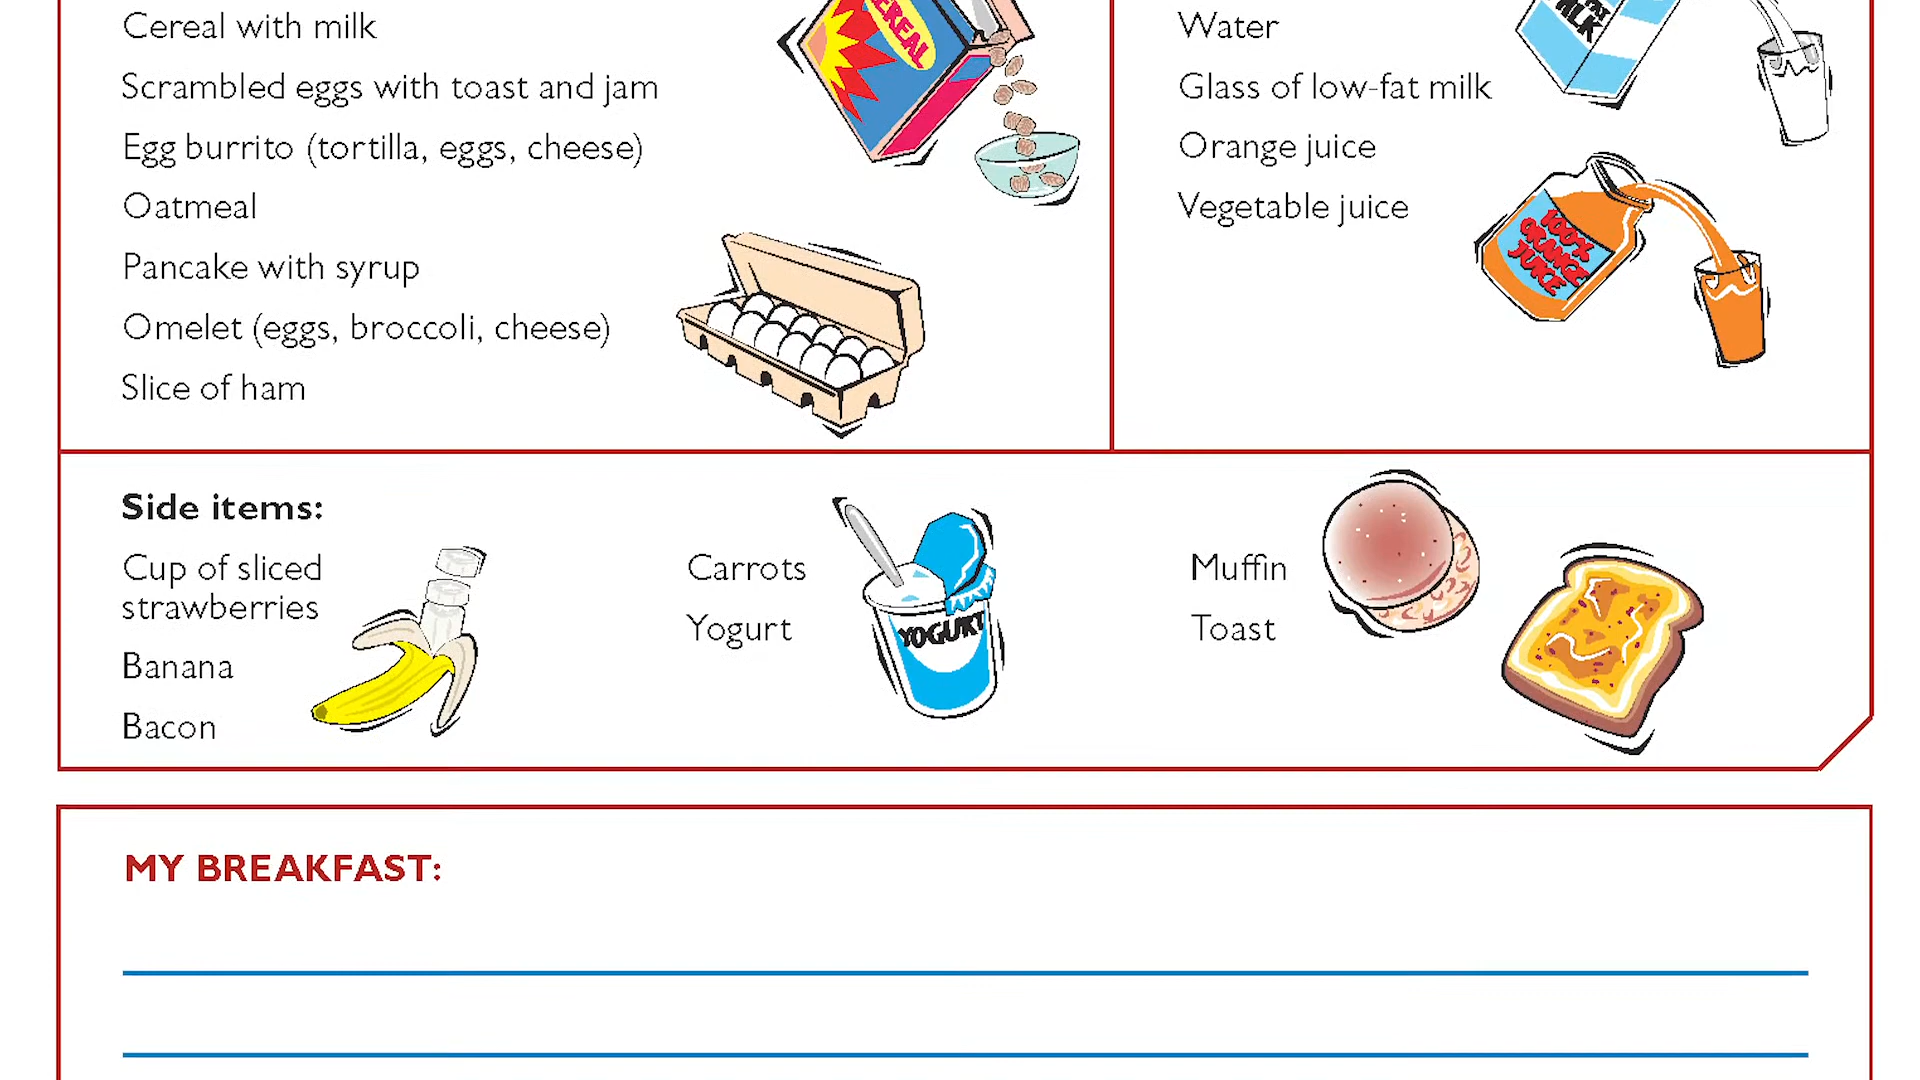 Cereal with milk
Scrambled eggs with toast and jam
Egg burrito (tortilla, eggs, cheese)
Oatmeal
Pancake with syrup
Omelet (eggs, broccoli, cheese)
Slice of ham
Water
Glass of low-fat milk
Orange juice
Vegetable juice
100%
ORANGE
JUICE
Side items:
Cup of sliced
strawberries
Banana
Bacon
Carrots
Yogurt
YOGURT
Muffin
Toast
MY BREAKFAST: